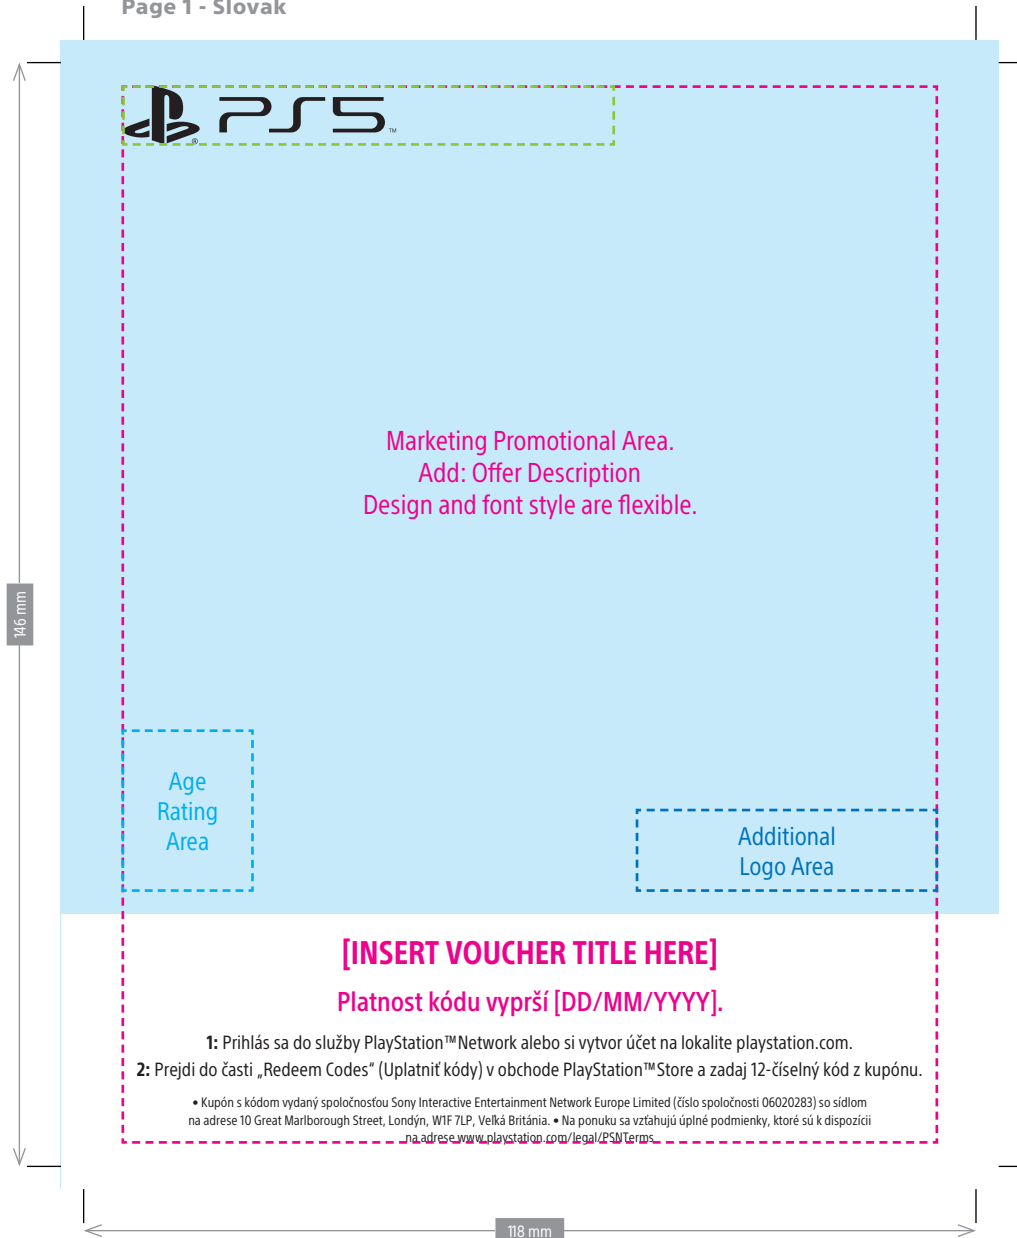 Page 1 - Slovak
PS5™
®
Marketing Promotional Area.
Add: Offer Description
Design and font style are flexible.
146 mm
Age
Rating
Area
Additional
Logo Area
[INSERT VOUCHER TITLE HERE]
Platnost kódu vyprší [DD/MM/YYYY].
1: Prihlás sa do služby PlayStation™Network alebo si vytvor účet na lokalite playstation.com.
2: Prejdi do časti „Redeem Codes“ (Uplatniť kódy) v obchode PlayStation™Store a zadaj 12-číselný kód z kupónu.
• Kupón s kódom vydaný spoločnosťou Sony Interactive Entertainment Network Europe Limited (číslo spoločnosti 06020283) so sídlom
na adrese 10 Great Marlborough Street, Londýn, W1F 7LP, Veľká Británia. • Na ponuku sa vzťahujú úplné podmienky, ktoré sú k dispozícii
na adrese www.playstation.com/legal/PSNTerms
118 mm